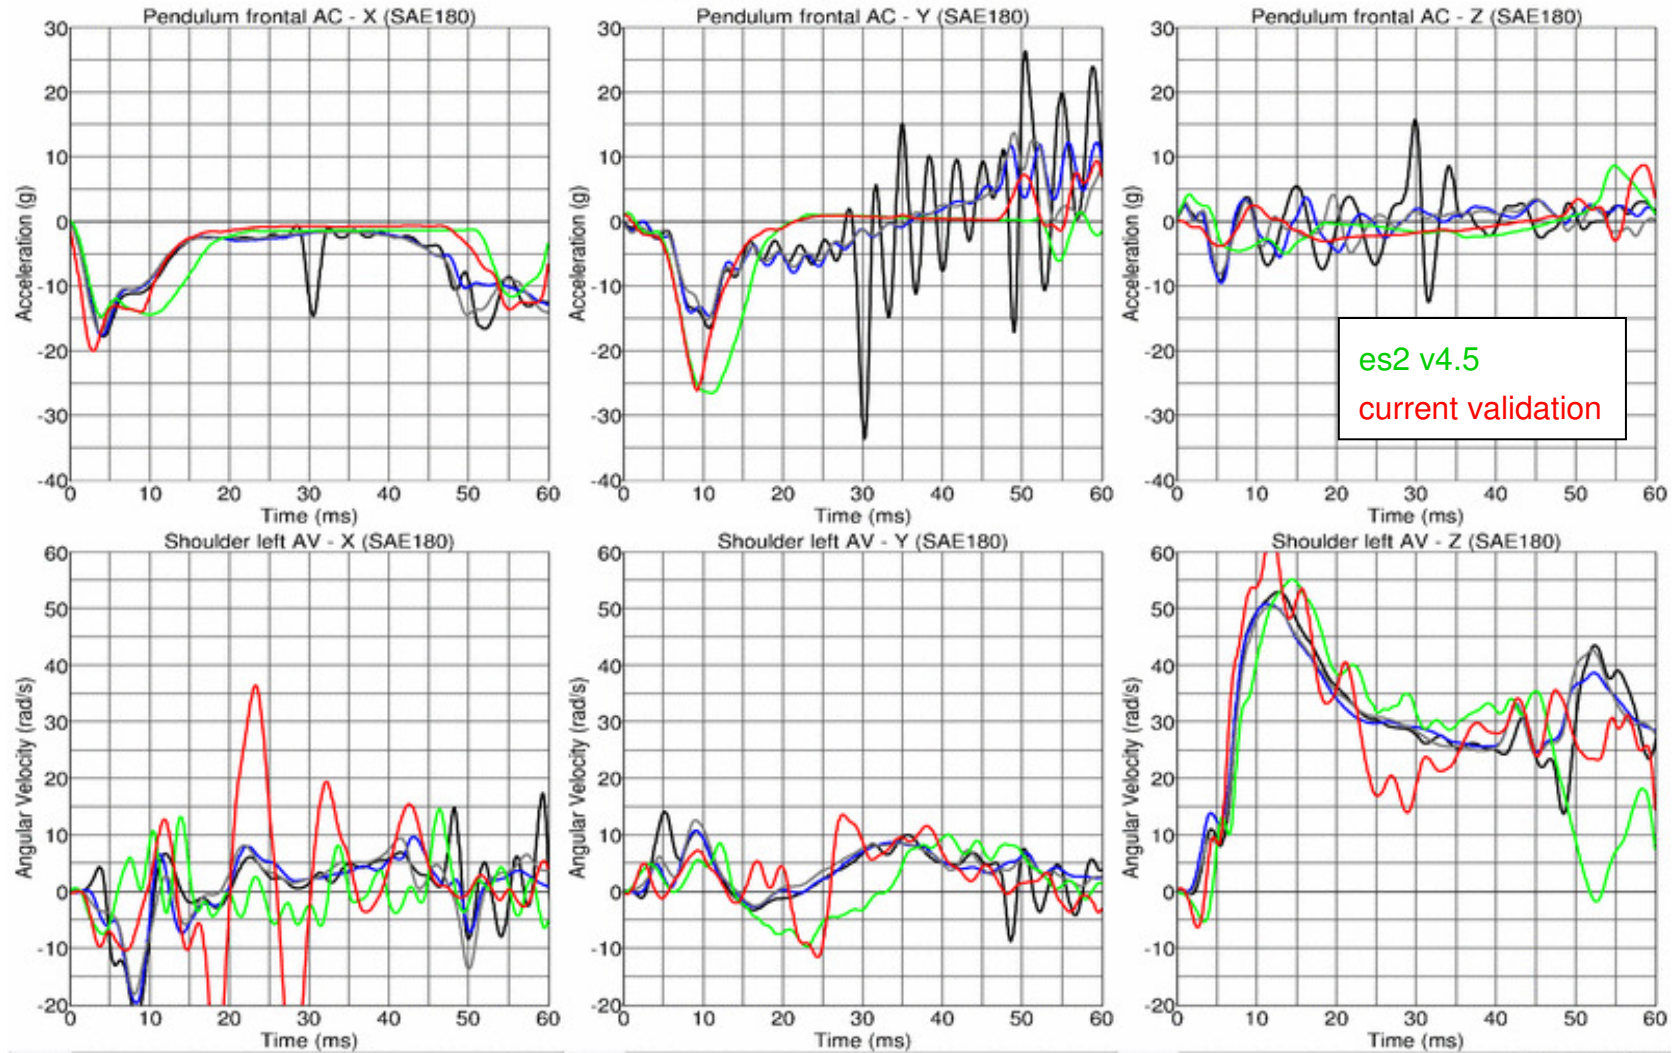 Pendulum frontal AC - X (SAE180)
30
20
10
0
-10
-20
-30
-40
Acceleration (g)
0 10 20 30 40 50 60
Time (ms)
Pendulum frontal AC - Y (SAE180)
30
20
10
0
-10
-20
-30
-40
Acceleration (g)
0 10 20 30 40 50 60
Time (ms)
Pendulum frontal AC - Z (SAE180)
30
20
10
0
-10
-20
-30
-40
Acceleration (g)
es2 v4.5
current validation
0 10 20 30 40 50 60
Time (ms)
Shoulder left AV - X (SAE180)
60
50
40
30
20
10
0
-10
-20
Angular Velocity (rad/s)
0 10 20 30 40 50 60
Time (ms)
Shoulder left AV - Y (SAE180)
60
50
40
30
20
10
0
-10
-20
Angular Velocity (rad/s)
0 10 20 30 40 50 60
Time (ms)
Shoulder left AV - Z (SAE180)
60
50
40
30
20
10
0
-10
-20
Angular Velocity (rad/s)
0 10 20 30 40 50 60
Time (ms)